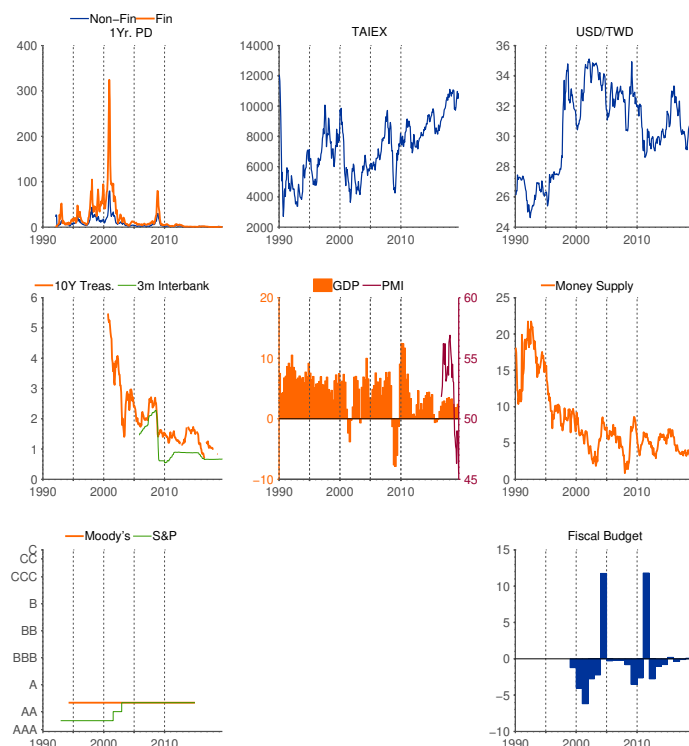 Non−Fin Fin
1Yr. PD
400
300
200
100
0
1990 2000 2010
TAIEX
14000
12000
10000
8000
6000
4000
2000
1990 2000 2010
USD/TWD
36
34
32
30
28
26
24
1990 2000 2010
10Y Treas. 3m Interbank
6
5
4
3
2
1
0
1990 2000 2010
GDP PMI
20
10
0
−10
60
55
50
45
1990 2000 2010
Money Supply
20
15
10
5
0
1990 2000 2010
Moody's S&P
C
CC
CCC
B
BB
BBB
A
AA
AAA
1990 2000 2010
Fiscal Budget
15
10
5
0
−5
−10
1990 2000 2010